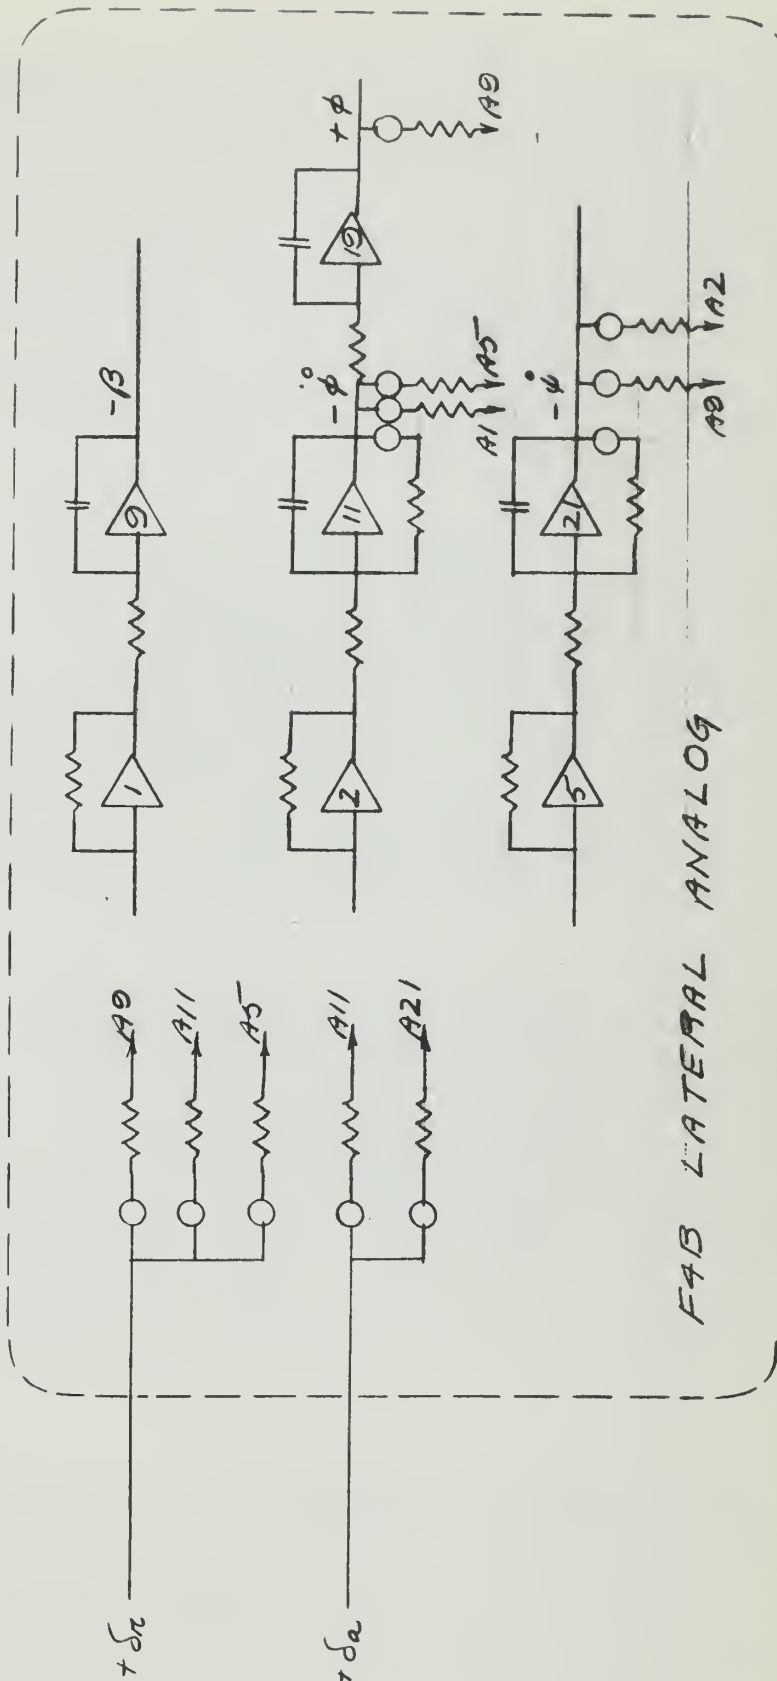 + δr
A9
A11
A5
+ δa
A11
A21
1
9
-β
2
11
-φ̇
A1
A5
19
+φ
A9
5
21
-ψ̇
A9
A2
F4B LATERAL ANALOG